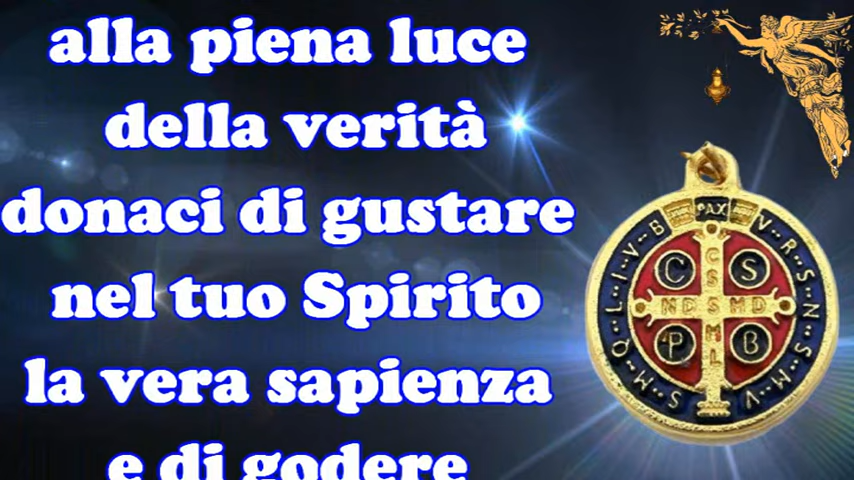 alla piena luce
della verità
donaci di gustare
nel tuo Spirito
la vera sapienza
e di godere
PAX
V·R·S·N·S·M·V
S·M·Q·L·I·V·B
C S
P B
C S S M L
N D S M D